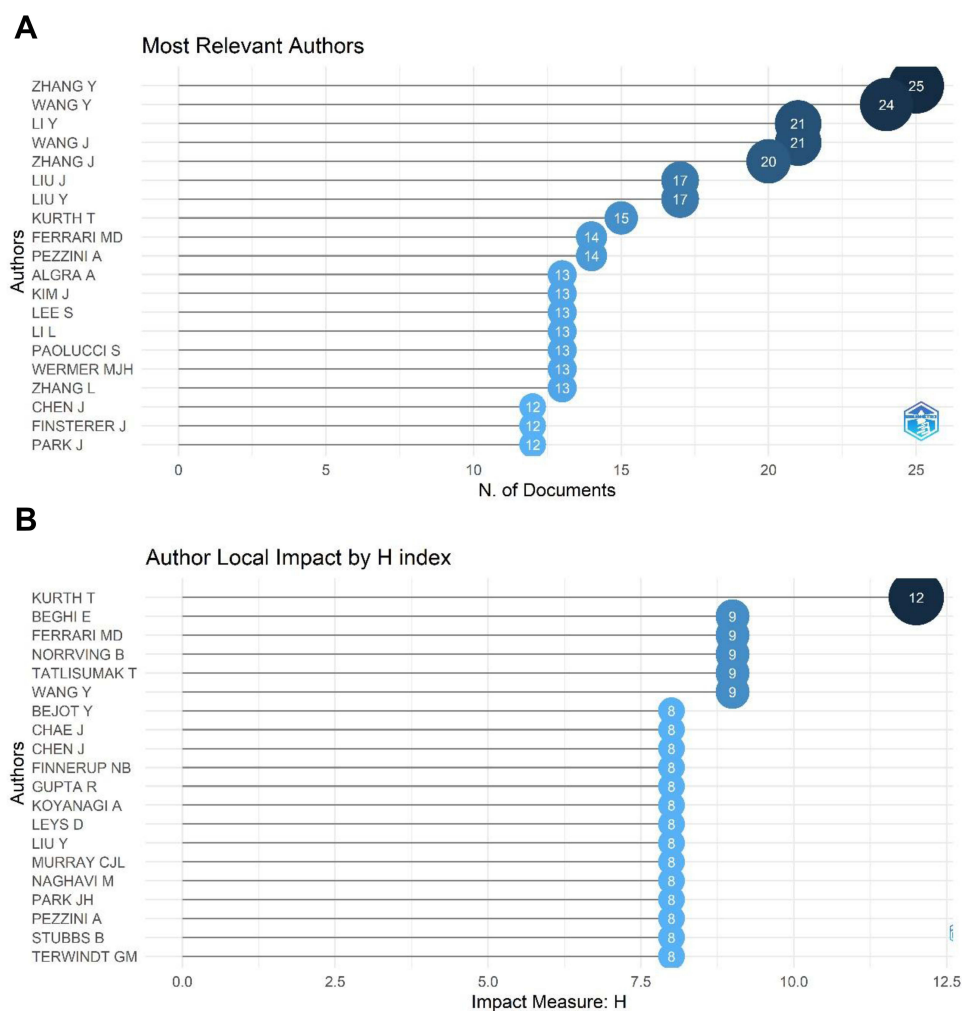 A
Most Relevant Authors
Authors
ZHANG Y 25
WANG Y 24
LI Y 21
WANG J 21
ZHANG J 20
LIU J 17
LIU Y 17
KURTH T 15
FERRARI MD 14
PEZZINI A 14
ALGRA A 13
KIM J 13
LEE S 13
LI L 13
PAOLUCCI S 13
WERMER MJH 13
ZHANG L 13
CHEN J 12
FINSTERER J 12
PARK J 12
0 5 10 15 20 25
N. of Documents
B
Author Local Impact by H index
Authors
KURTH T 12
BEGHI E 9
FERRARI MD 9
NORRVING B 9
TATLISUMAK T 9
WANG Y 9
BEJOT Y 8
CHAE J 8
CHEN J 8
FINNERUP NB 8
GUPTA R 8
KOYANAGI A 8
LEYS D 8
LIU Y 8
MURRAY CJL 8
NAGHAVI M 8
PARK JH 8
PEZZINI A 8
STUBBS B 8
TERWINDT GM 8
0.0 2.5 5.0 7.5 10.0 12.5
Impact Measure: H